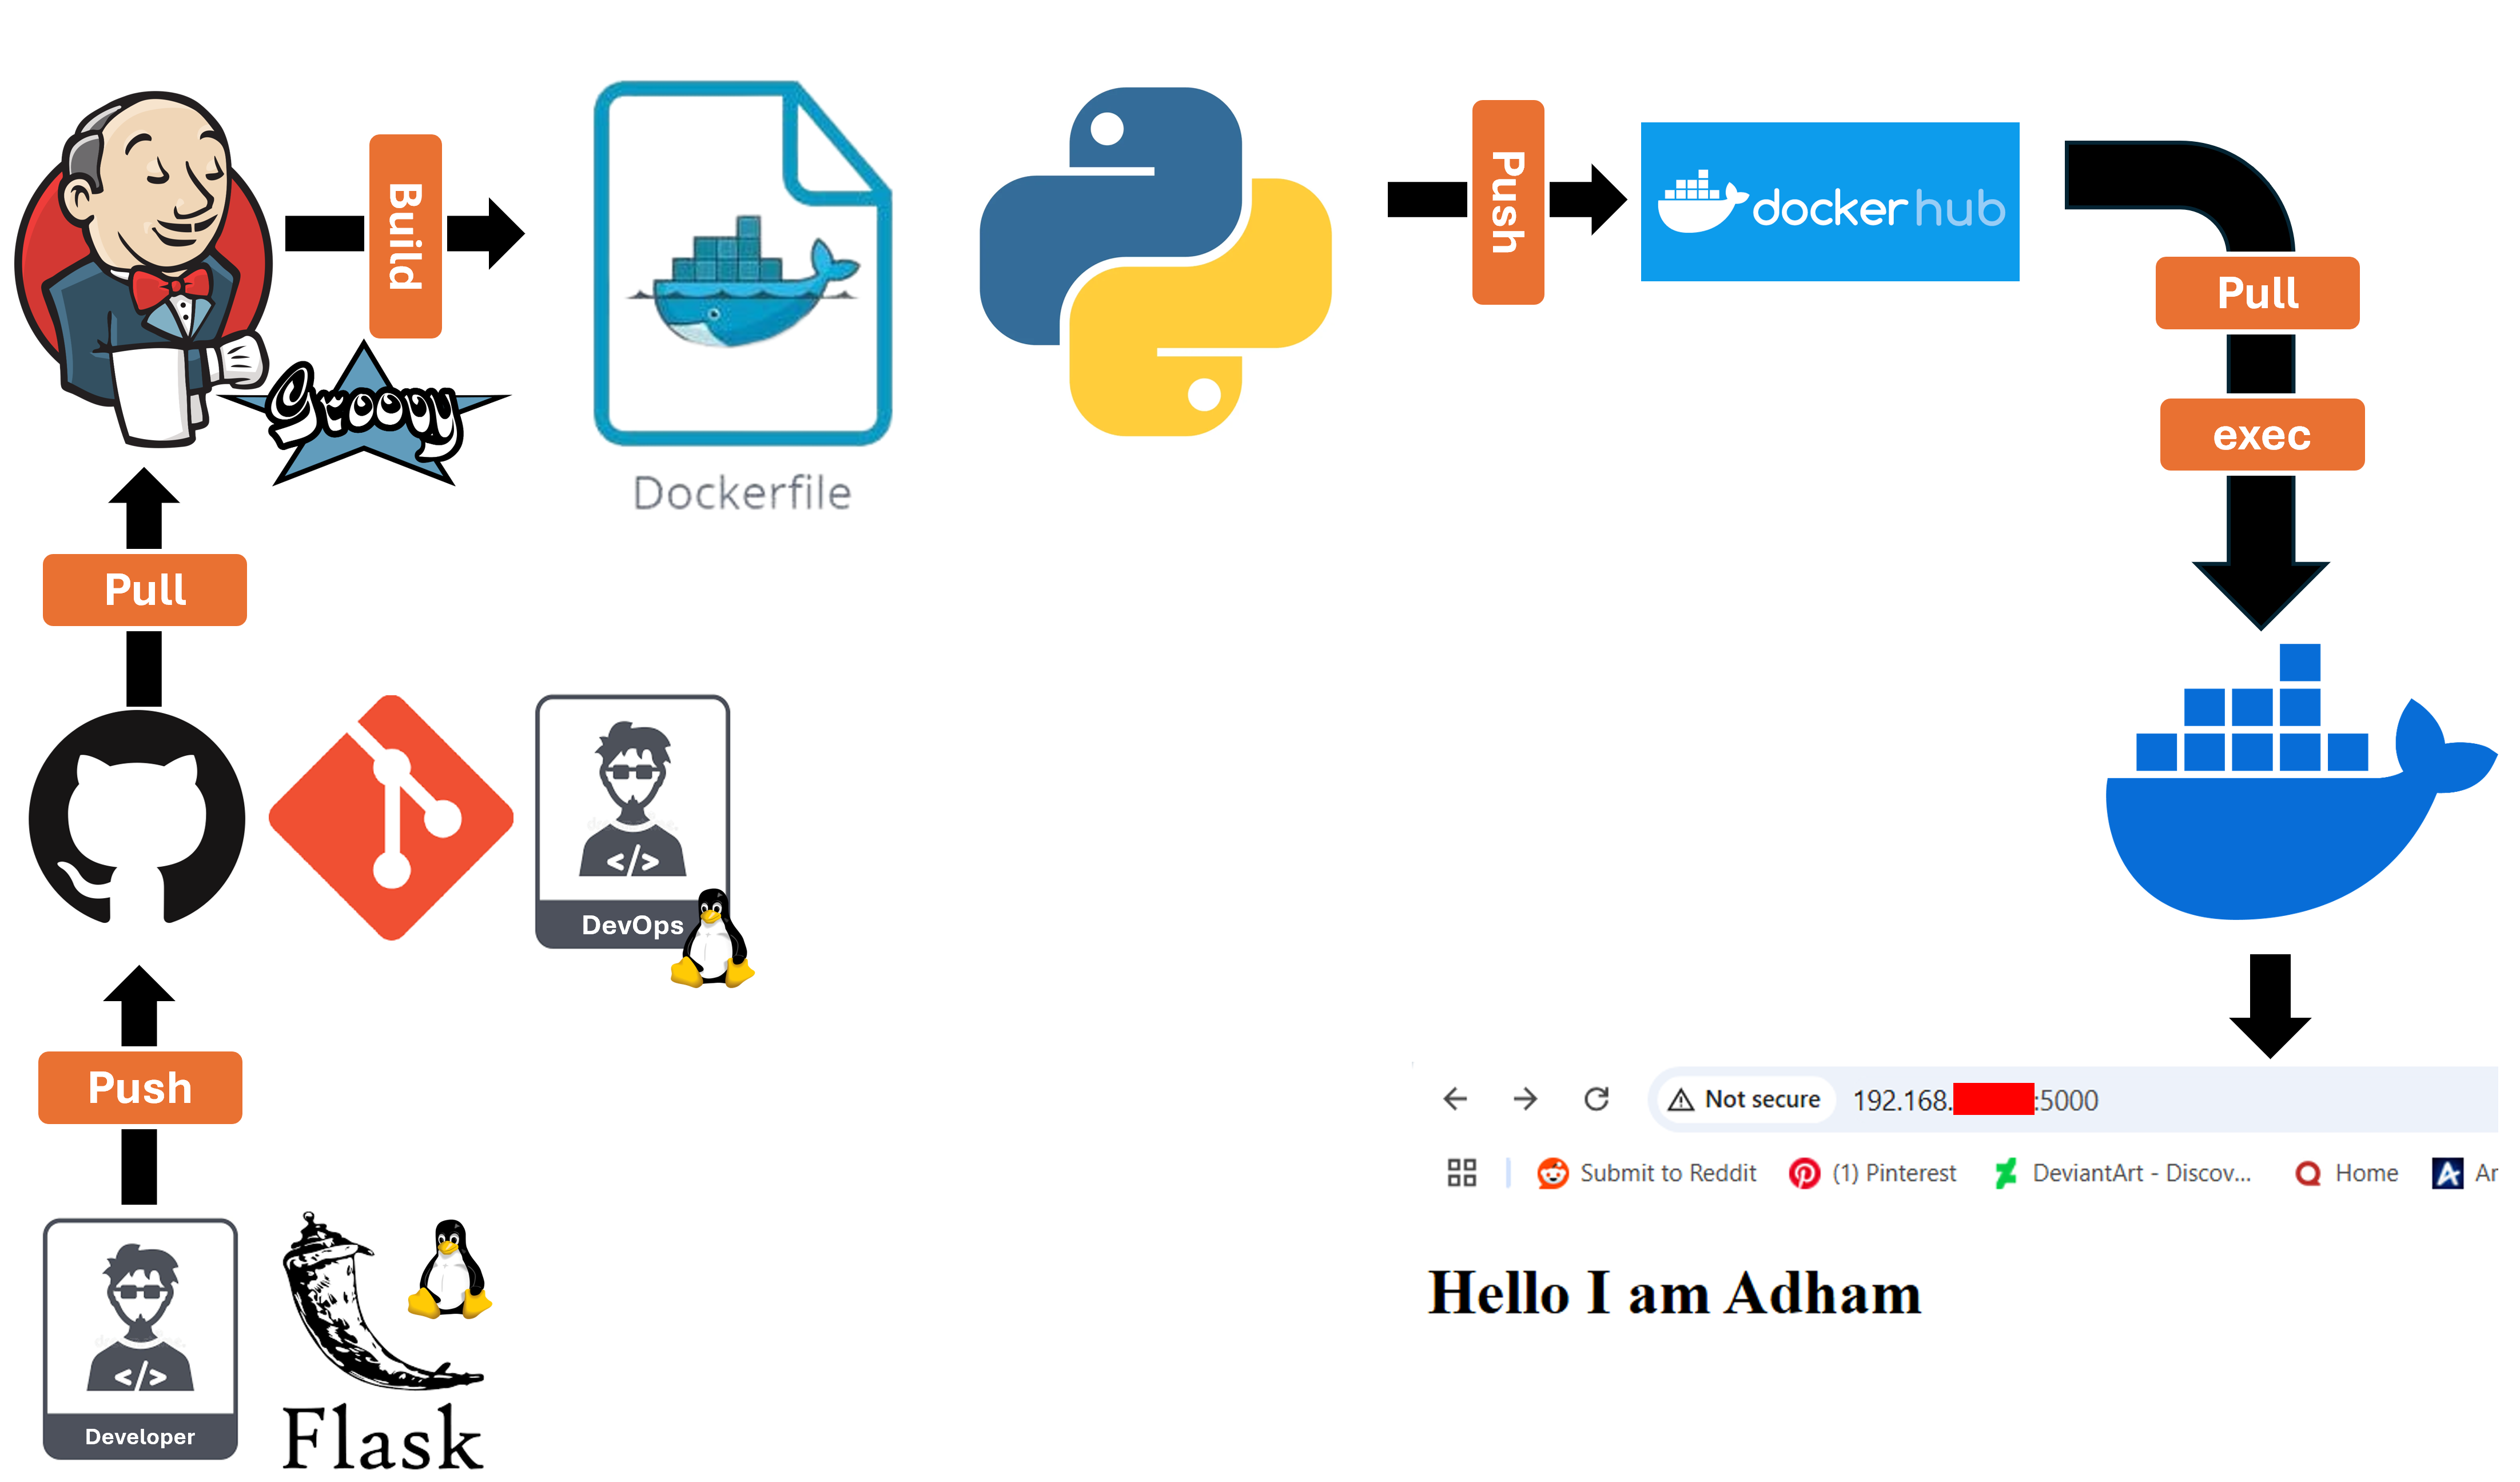 Build
Groovy
Dockerfile
Push
docker hub
Pull
exec
Pull
DevOps
Push
Developer
Flask
Not secure
192.168.
:5000
Submit to Reddit
(1) Pinterest
DeviantArt - Discov...
Home
Ar
Hello I am Adham